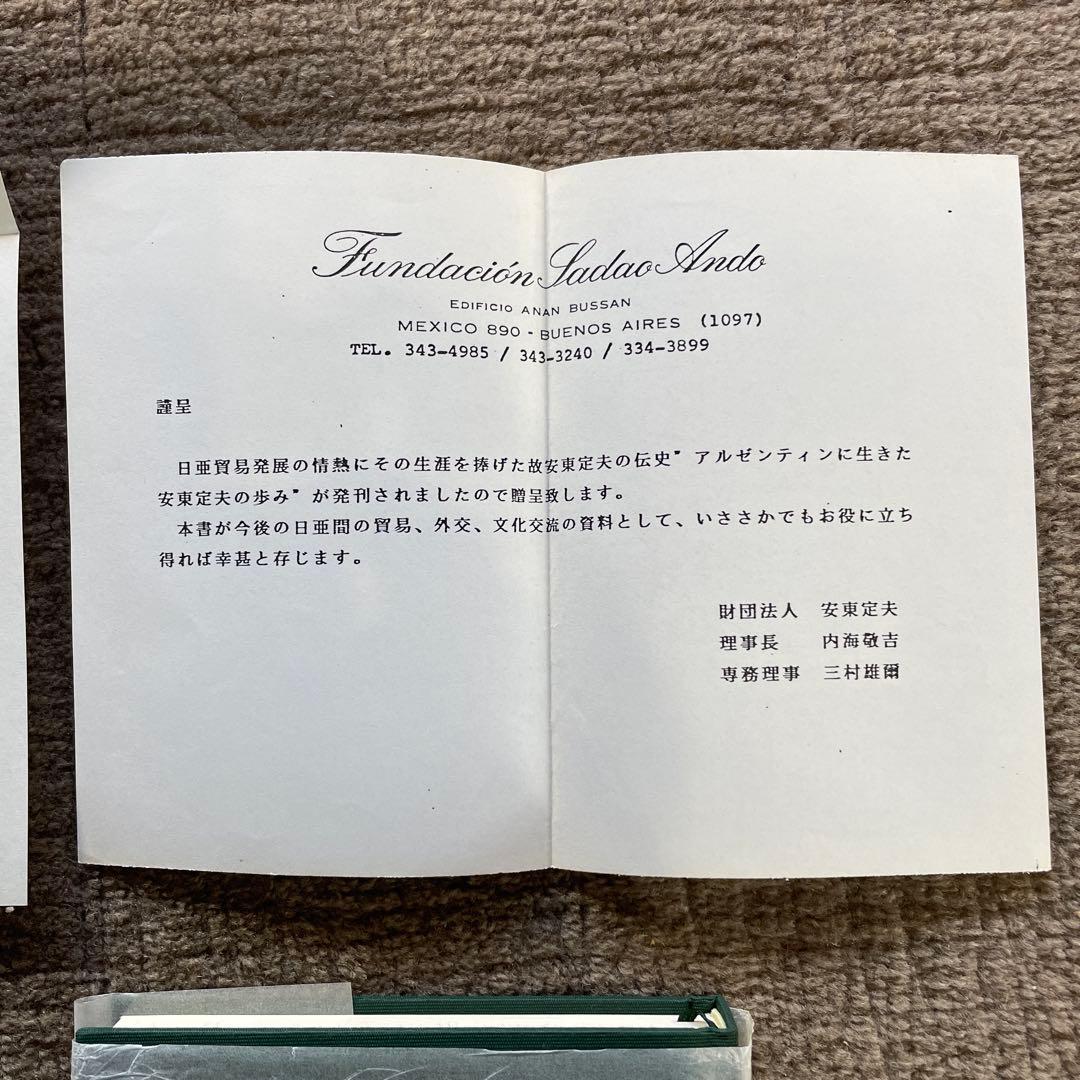 Fundación Sadao Ando
EDIFICIO ANAN BUSSAN
MEXICO 890 - BUENOS AIRES (1097)
TEL. 343-4985 / 343-3240 / 334-3899
謹呈
日亜貿易発展の情熱にその生涯を捧げた故安東定夫の伝史”アルゼンティンに生きた
安東定夫の歩み”が発刊されましたので贈呈致します。
本書が今後の日亜間の貿易、外交、文化交流の資料として、いささかでもお役に立ち
得れば幸甚と存じます。
財団法人 安東定夫
理事長 内海敬吉
専務理事 三村雄爾